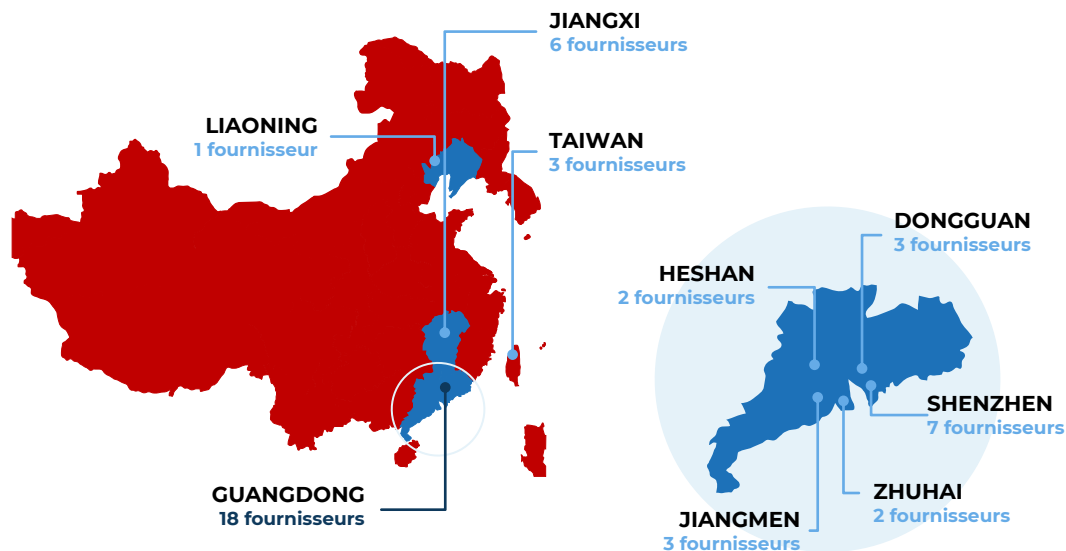 JIANGXI
6 fournisseurs
LIAONING
1 fournisseur
TAIWAN
3 fournisseurs
GUANGDONG
18 fournisseurs
DONGGUAN
3 fournisseurs
HESHAN
2 fournisseurs
SHENZHEN
7 fournisseurs
ZHUHAI
2 fournisseurs
JIANGMEN
3 fournisseurs